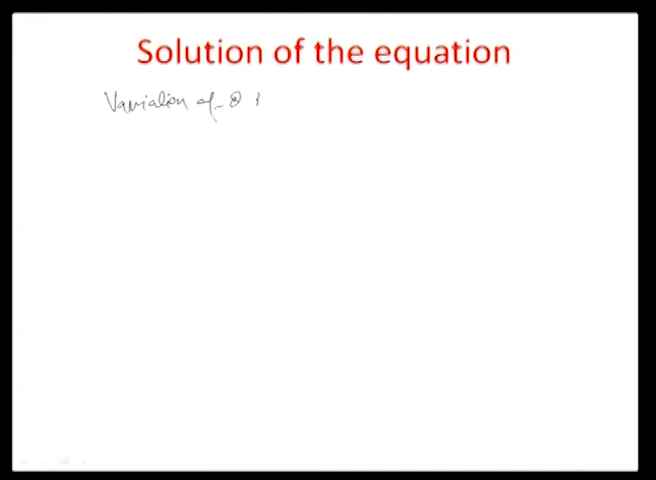 Solution of the equation
Variation of